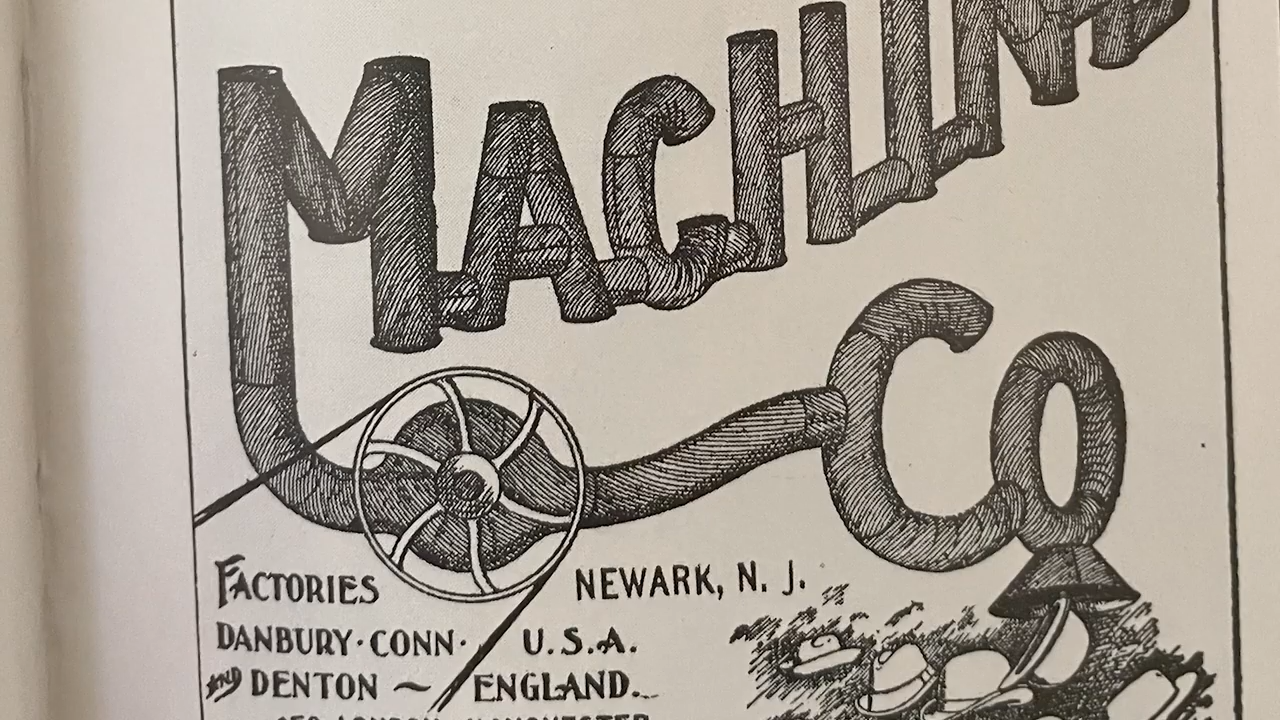 MACHINE
Co
FACTORIES NEWARK, N. J.
DANBURY · CONN · U.S.A.
AND DENTON ~ ENGLAND.